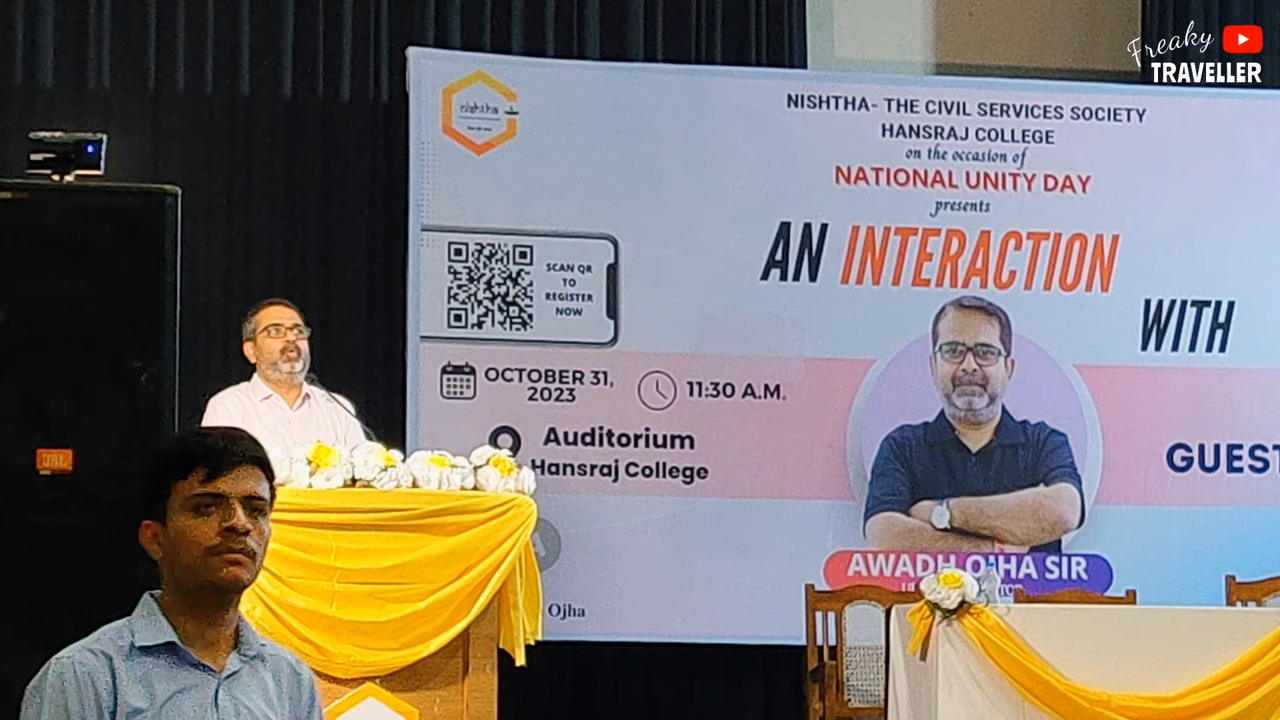 Freaky
TRAVELLER
nishtha
NISHTHA- THE CIVIL SERVICES SOCIETY
HANSRAJ COLLEGE
on the occasion of
NATIONAL UNITY DAY
presents
AN INTERACTION
WITH
SCAN QR
TO
REGISTER
NOW
OCTOBER 31,
2023
11:30 A.M.
Auditorium
Hansraj College
GUEST
AWADH OJHA SIR
Ojha
JBL